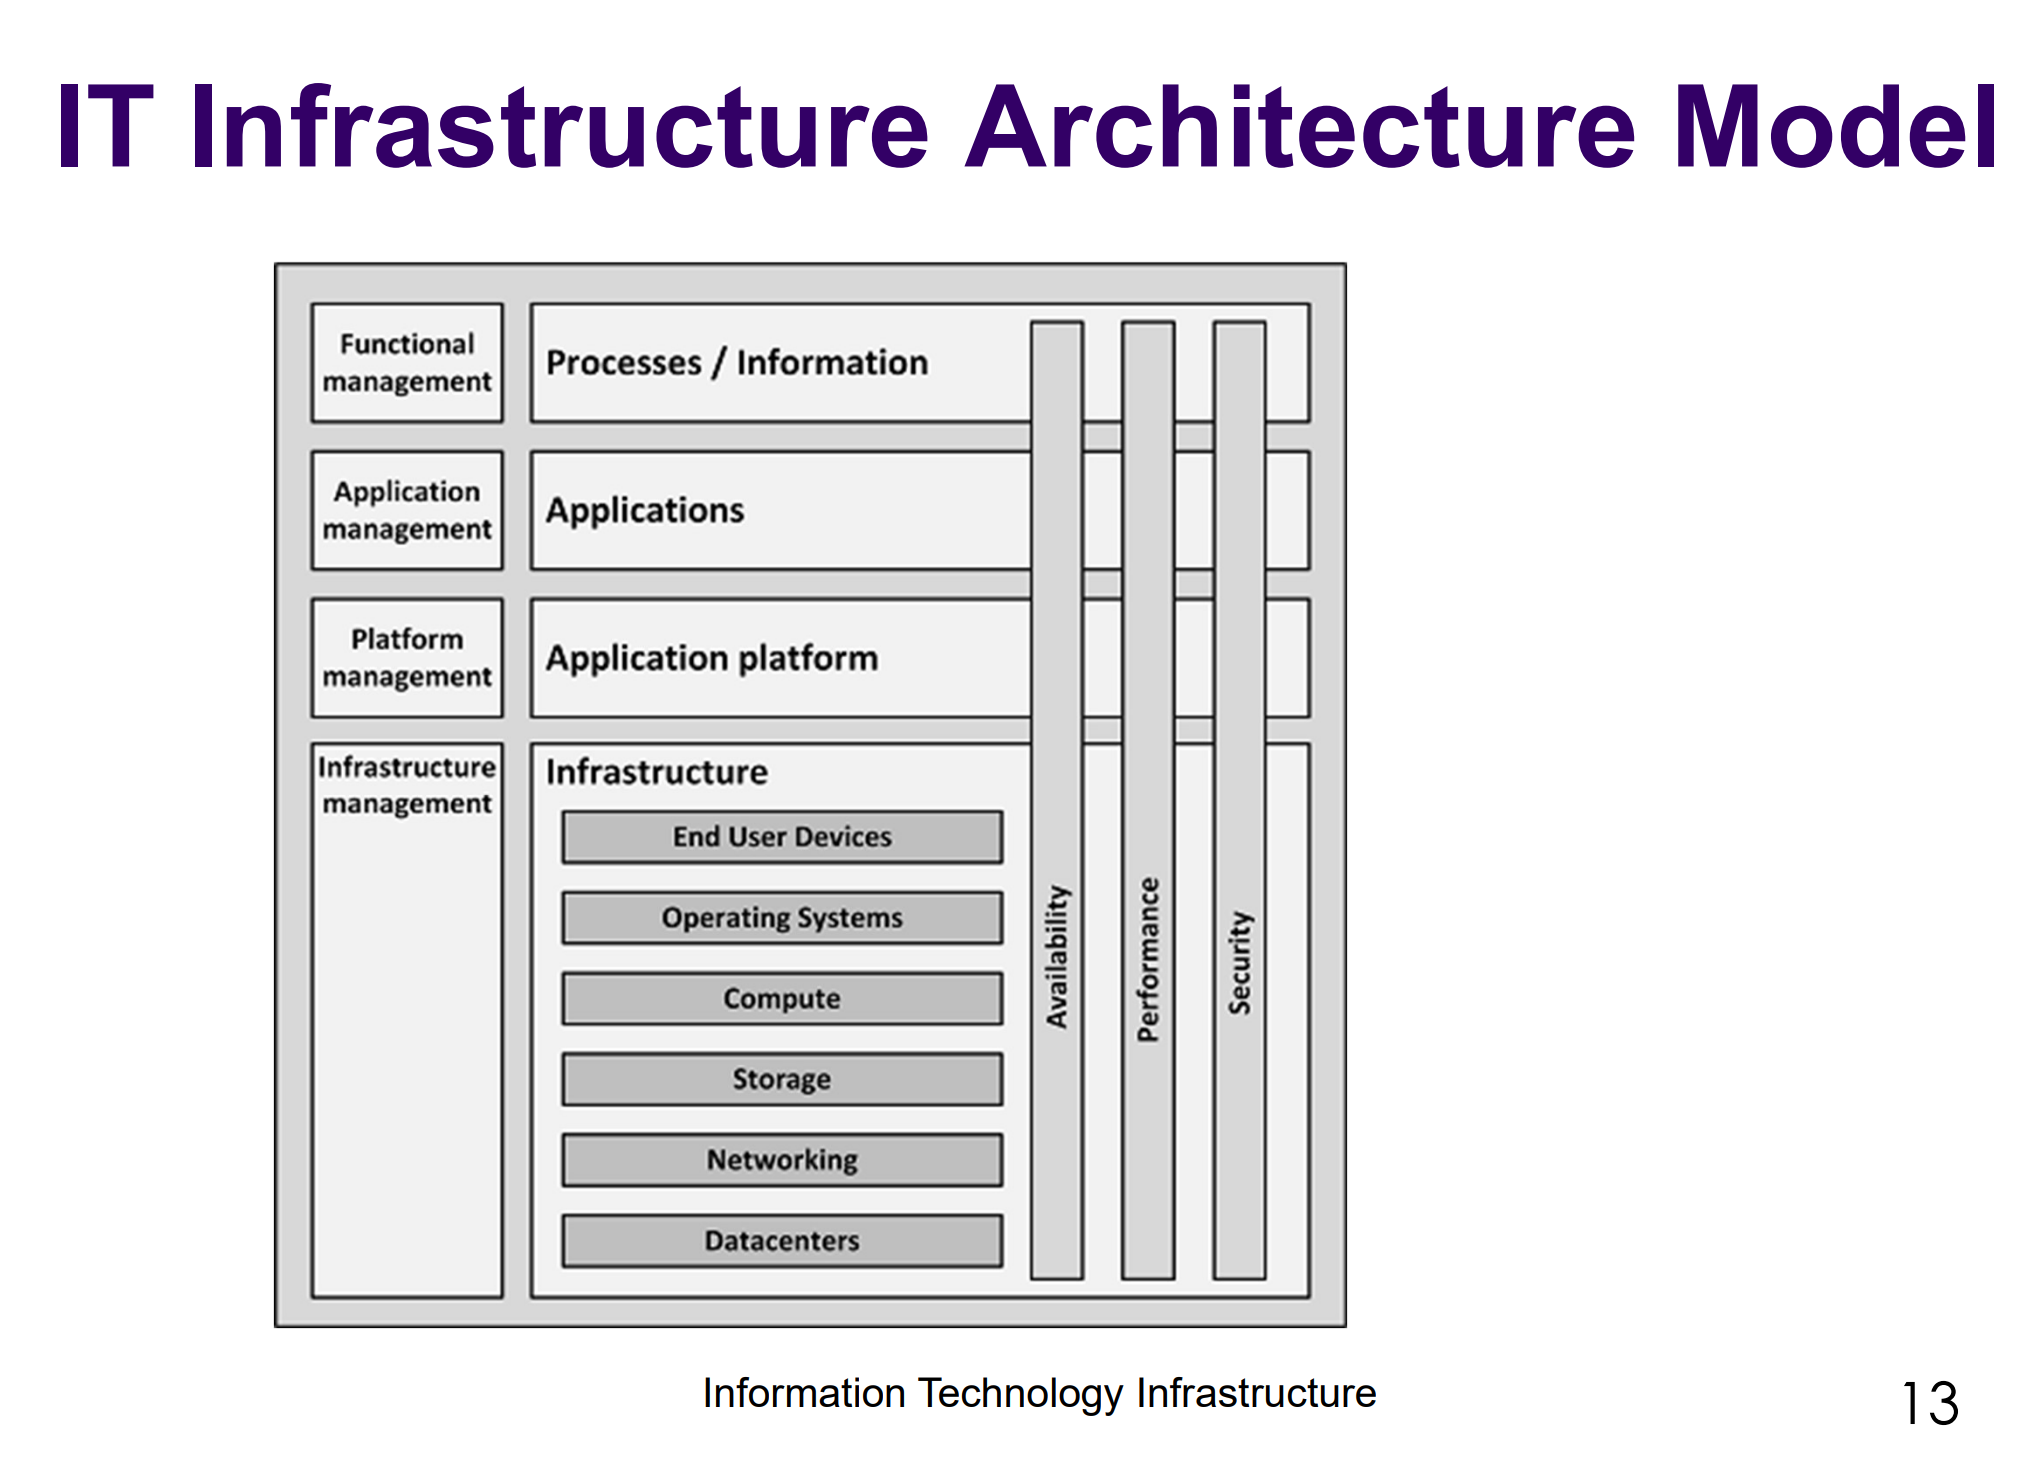 IT Infrastructure Architecture Model
Functional
management
Processes / Information
Application
management
Applications
Platform
management
Application platform
Infrastructure
management
Infrastructure
End User Devices
Operating Systems
Compute
Storage
Networking
Datacenters
Availability
Performance
Security
Information Technology Infrastructure
13